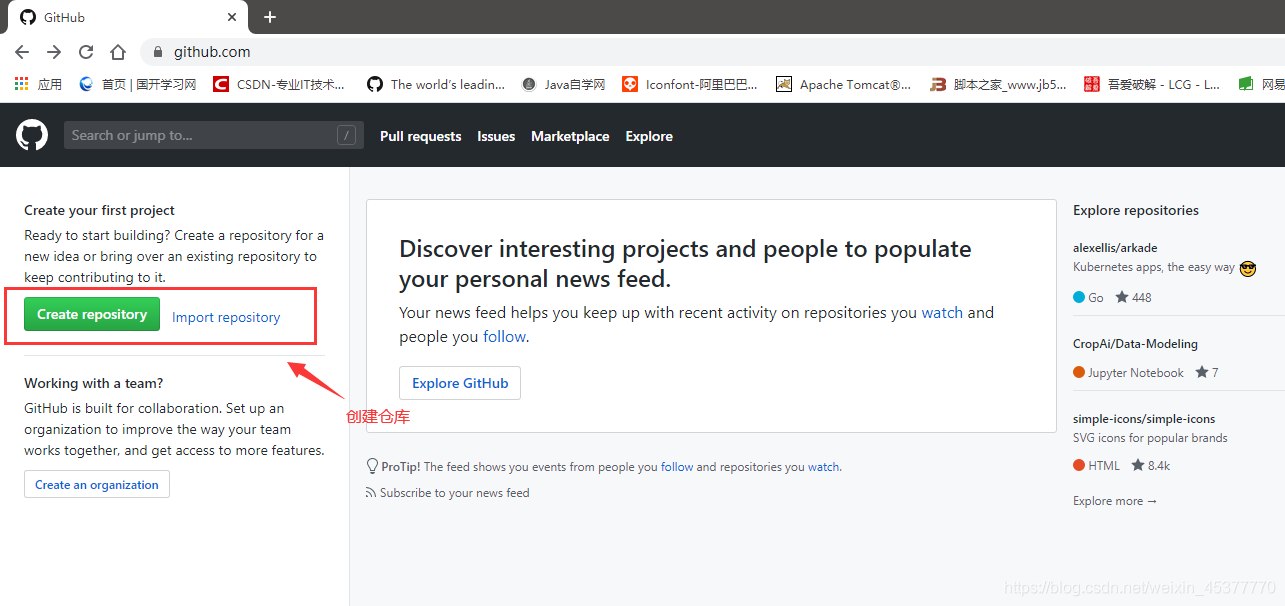 GitHub
github.com
应用
首页 | 国开学习网
CSDN-专业IT技术...
The world's leadin...
Java自学网
Iconfont-阿里巴巴...
Apache Tomcat®...
脚本之家_www.jb5...
吾爱破解 - LCG - L...
网易
Search or jump to...
/
Pull requests
Issues
Marketplace
Explore
Create your first project
Ready to start building? Create a repository for a
new idea or bring over an existing repository to
keep contributing to it.
Create repository
Import repository
Working with a team?
GitHub is built for collaboration. Set up an
organization to improve the way your team
works together, and get access to more features.
Create an organization
创建仓库
Discover interesting projects and people to populate
your personal news feed.
Your news feed helps you keep up with recent activity on repositories you watch and
people you follow.
Explore GitHub
ProTip! The feed shows you events from people you follow and repositories you watch.
Subscribe to your news feed
Explore repositories
alexellis/arkade
Kubernetes apps, the easy way
Go 448
CropAi/Data-Modeling
Jupyter Notebook 7
simple-icons/simple-icons
SVG icons for popular brands
HTML 8.4k
Explore more →
https://blog.csdn.net/weixin_45377770